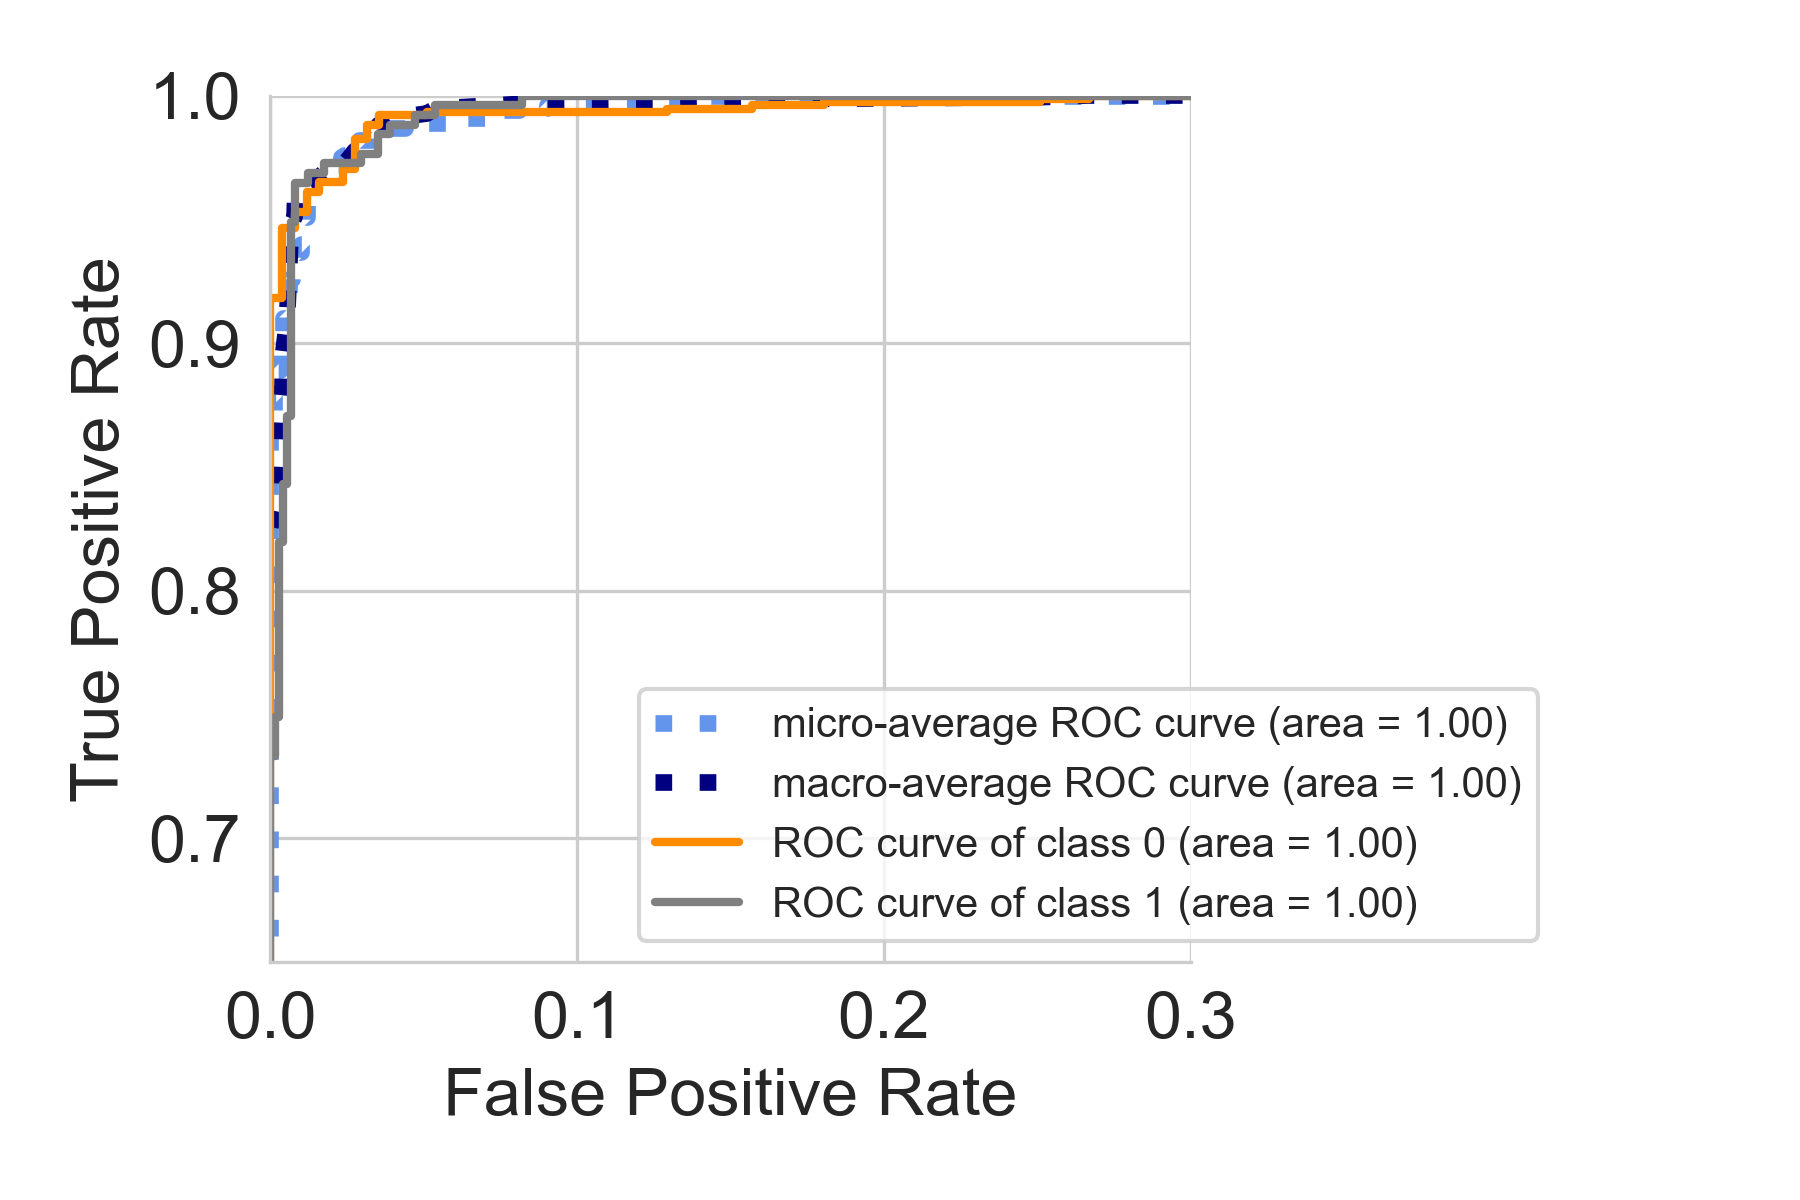 1.0
0.9
0.8
0.7
True Positive Rate
micro-average ROC curve (area = 1.00)
macro-average ROC curve (area = 1.00)
ROC curve of class 0 (area = 1.00)
ROC curve of class 1 (area = 1.00)
0.0 0.1 0.2 0.3
False Positive Rate